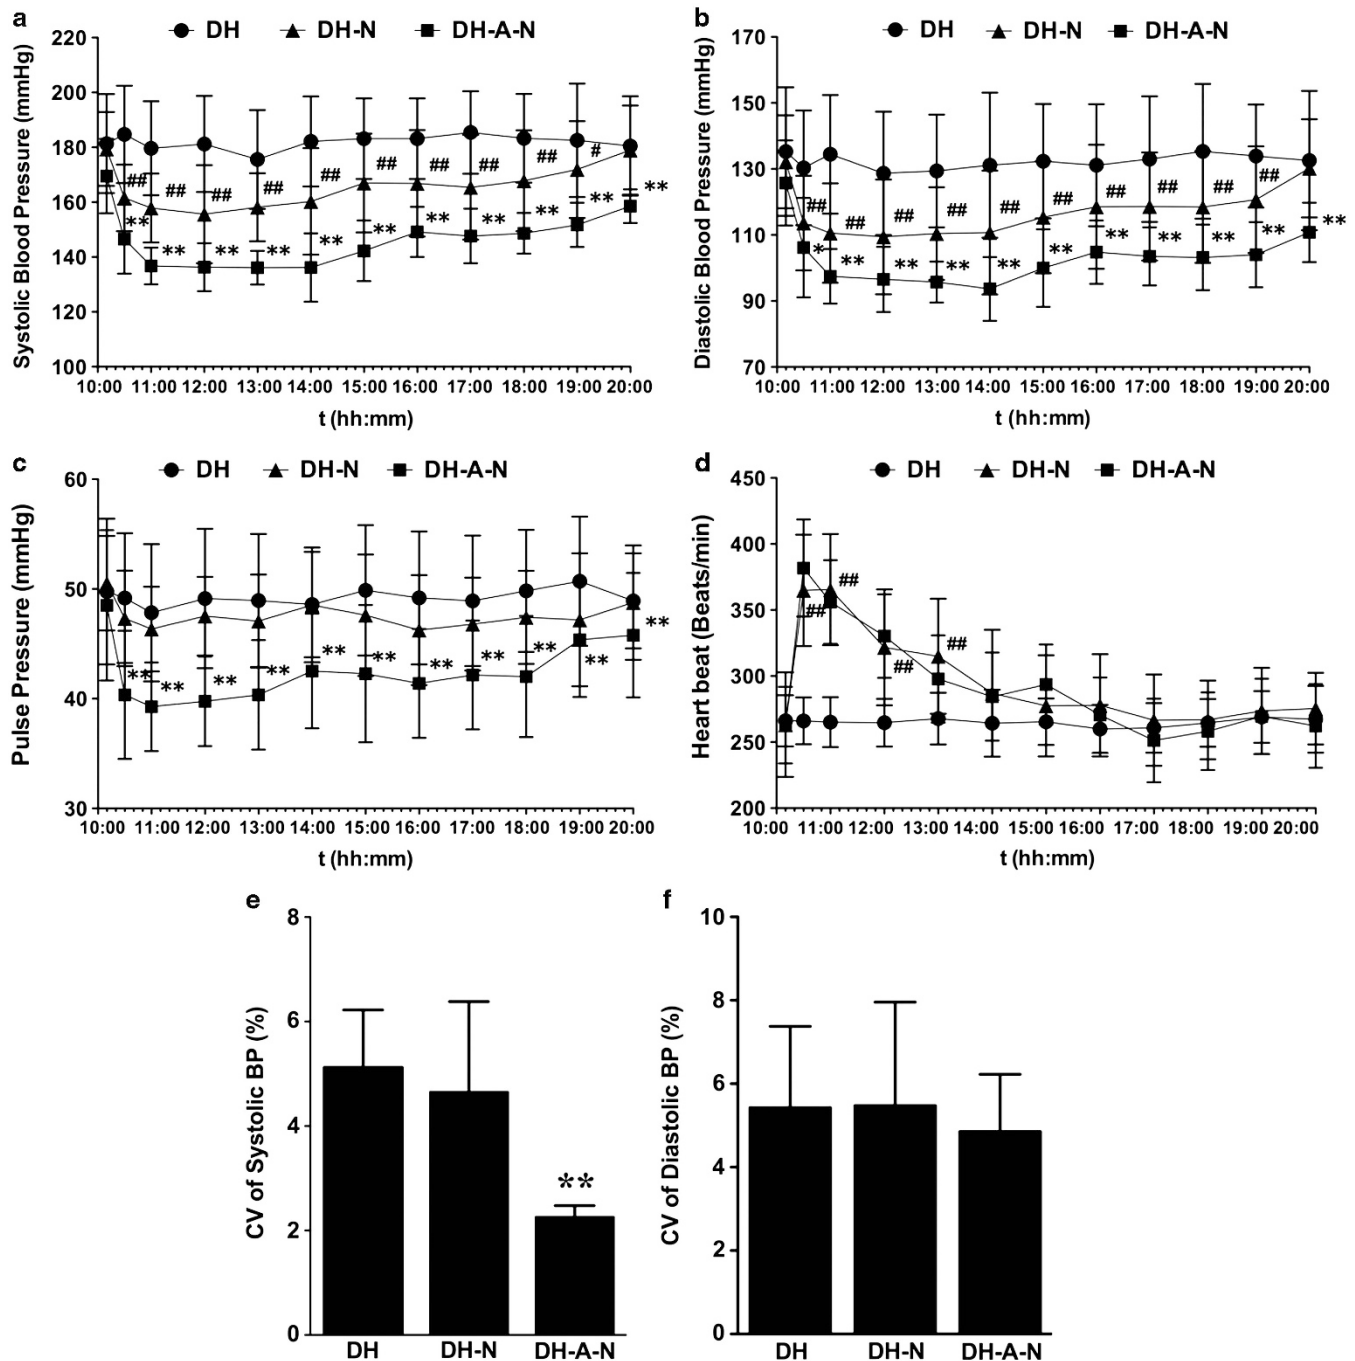 a
DH DH-N DH-A-N
Systolic Blood Pressure (mmHg)
220
200
180
160
140
120
100
## ## ## ## ## ## ## ## ## #
** ** ** ** ** ** ** ** ** ** **
10:00 11:00 12:00 13:00 14:00 15:00 16:00 17:00 18:00 19:00 20:00
t (hh:mm)
b
DH DH-N DH-A-N
Diastolic Blood Pressure (mmHg)
170
150
130
110
90
70
## ## ## ## ## ## ## ## ## ##
* ** ** ** ** ** ** ** ** ** **
10:00 11:00 12:00 13:00 14:00 15:00 16:00 17:00 18:00 19:00 20:00
t (hh:mm)
c
DH DH-N DH-A-N
Pulse Pressure (mmHg)
60
50
40
30
** ** ** ** ** ** ** ** ** ** **
10:00 11:00 12:00 13:00 14:00 15:00 16:00 17:00 18:00 19:00 20:00
t (hh:mm)
d
DH DH-N DH-A-N
Heart beat (Beats/min)
450
400
350
300
250
200
## ## ## ##
10:00 11:00 12:00 13:00 14:00 15:00 16:00 17:00 18:00 19:00 20:00
t (hh:mm)
e
CV of Systolic BP (%)
8
6
4
2
0
**
DH DH-N DH-A-N
f
CV of Diastolic BP (%)
10
8
6
4
2
0
DH DH-N DH-A-N